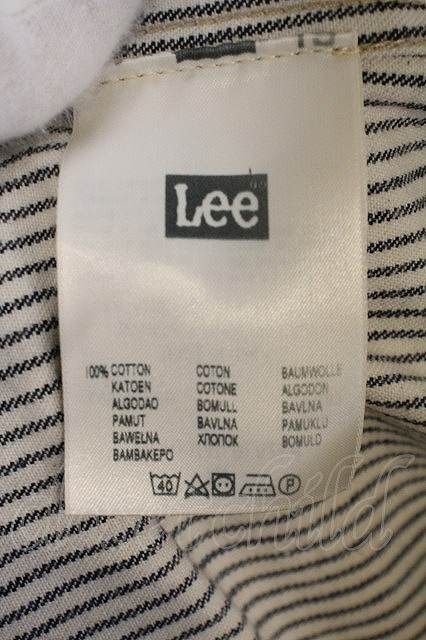 Lee
100% COTTON COTON BAUMWOLLE
KATOEN COTONE ALGODON
ALGODAO BOMULL BAVLNA
PAMUT BAVLNA PAMUKLU
BAWELNA ХЛОПОК BOMULD
BAMBAKEPO
40 P
child